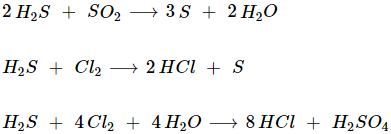 2 H₂S + SO₂ ⟶ 3 S + 2 H₂O
H₂S + Cl₂ ⟶ 2 HCl + S
H₂S + 4 Cl₂ + 4 H₂O ⟶ 8 HCl + H₂SO₄